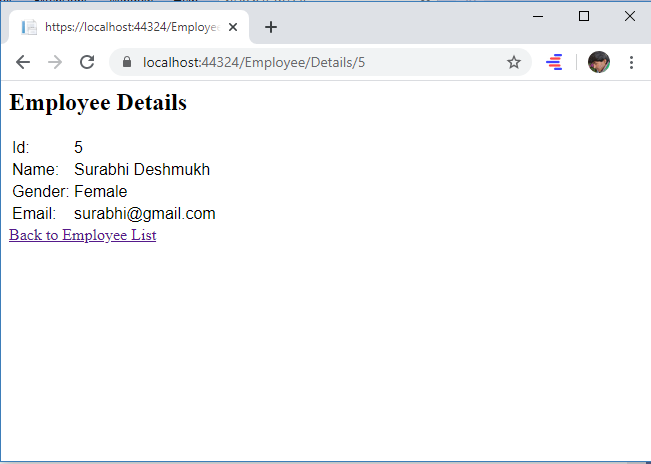 https://localhost:44324/Employee
localhost:44324/Employee/Details/5
Employee Details
Id: 5
Name: Surabhi Deshmukh
Gender: Female
Email: surabhi@gmail.com
Back to Employee List